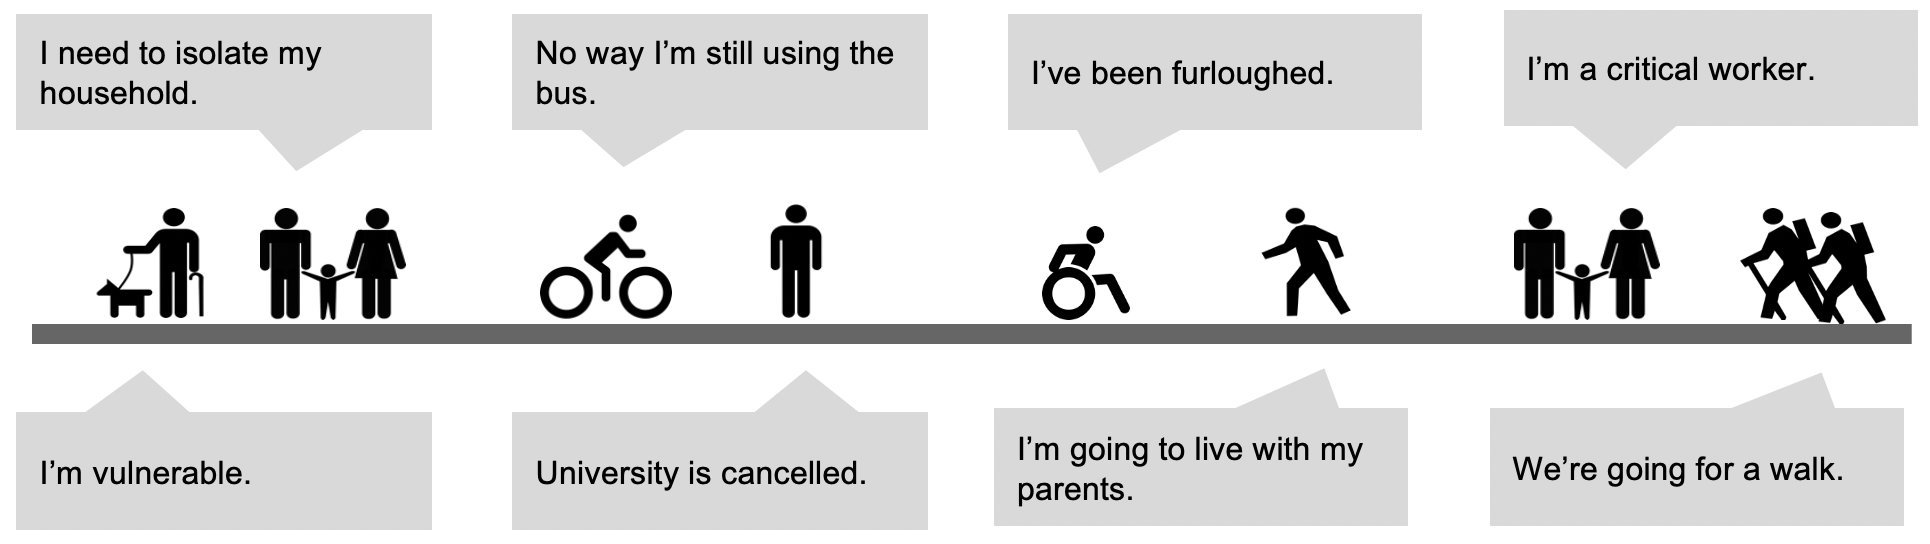 I need to isolate my
household.
No way I’m still using the
bus.
I’ve been furloughed.
I’m a critical worker.
I’m vulnerable.
University is cancelled.
I’m going to live with my
parents.
We’re going for a walk.